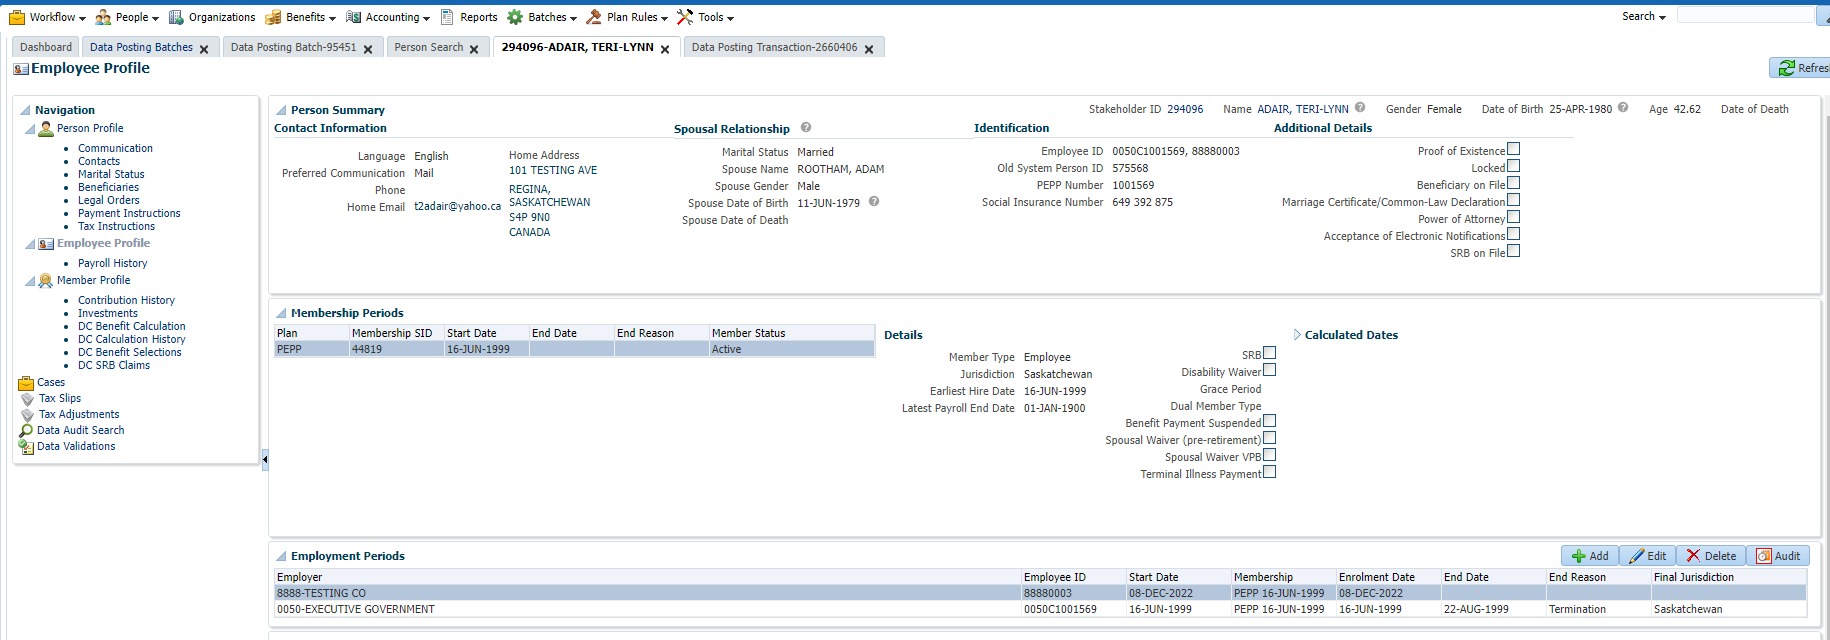 Workflow People Organizations Benefits Accounting Reports Batches Plan Rules Tools Search
Dashboard Data Posting Batches Data Posting Batch-95451 Person Search 294096-ADAIR, TERI-LYNN Data Posting Transaction-2660406
Employee Profile
Refres
Navigation
Person Profile
Communication
Contacts
Marital Status
Beneficiaries
Legal Orders
Payment Instructions
Tax Instructions
Employee Profile
Payroll History
Member Profile
Contribution History
Investments
DC Benefit Calculation
DC Calculation History
DC Benefit Selections
DC SRB Claims
Cases
Tax Slips
Tax Adjustments
Data Audit Search
Data Validations
Person Summary
Stakeholder ID 294096 Name ADAIR, TERI-LYNN Gender Female Date of Birth 25-APR-1980 Age 42.62 Date of Death
Contact Information
Language English
Preferred Communication Mail
Phone
Home Email t2adair@yahoo.ca
Home Address
101 TESTING AVE
REGINA,
SASKATCHEWAN
S4P 9N0
CANADA
Spousal Relationship
Marital Status Married
Spouse Name ROOTHAM, ADAM
Spouse Gender Male
Spouse Date of Birth 11-JUN-1979
Spouse Date of Death
Identification
Employee ID 0050C1001569, 88880003
Old System Person ID 575568
PEPP Number 1001569
Social Insurance Number 649 392 875
Additional Details
Proof of Existence
Locked
Beneficiary on File
Marriage Certificate/Common-Law Declaration
Power of Attorney
Acceptance of Electronic Notifications
SRB on File
Membership Periods
Plan Membership SID Start Date End Date End Reason Member Status
PEPP 44819 16-JUN-1999 Active
Details
Member Type Employee
Jurisdiction Saskatchewan
Earliest Hire Date 16-JUN-1999
Latest Payroll End Date 01-JAN-1900
SRB
Disability Waiver
Grace Period
Dual Member Type
Benefit Payment Suspended
Spousal Waiver (pre-retirement)
Spousal Waiver VPB
Terminal Illness Payment
Calculated Dates
Employment Periods
Add Edit Delete Audit
Employer Employee ID Start Date Membership Enrolment Date End Date End Reason Final Jurisdiction
8888-TESTING CO 88880003 08-DEC-2022 PEPP 16-JUN-1999 08-DEC-2022
0050-EXECUTIVE GOVERNMENT 0050C1001569 16-JUN-1999 PEPP 16-JUN-1999 16-JUN-1999 22-AUG-1999 Termination Saskatchewan